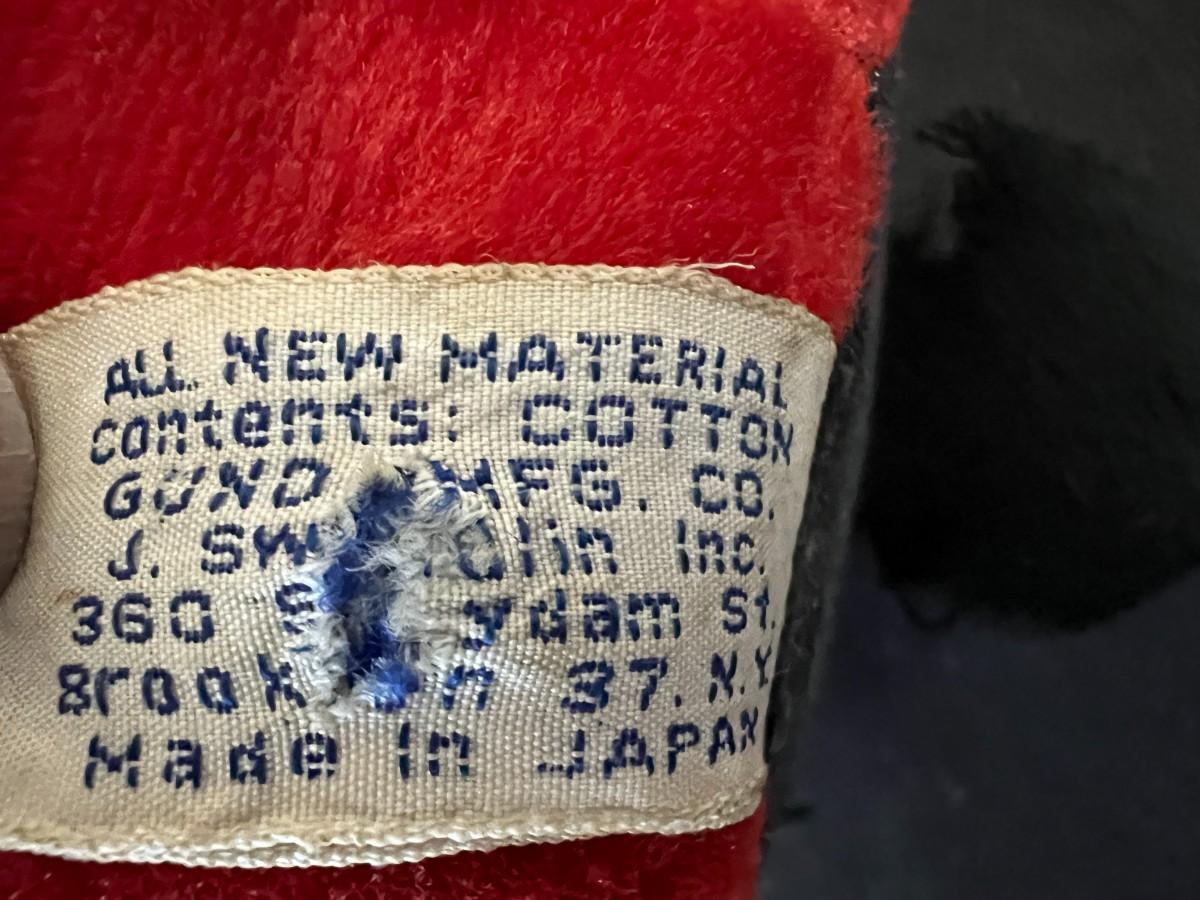 ALL NEW MATERIAL
contents: COTTON
GUND MFG. CO.
J. Inc.
360 St.
37. N.Y.
Made in JAPAN